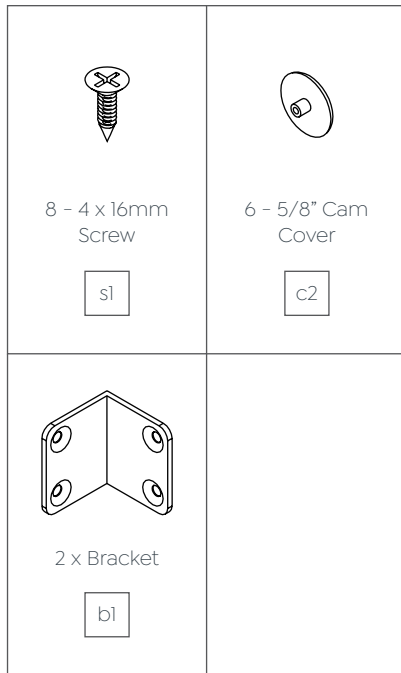 8 – 4 x 16mm
Screw
s1
6 – 5/8” Cam
Cover
c2
2 x Bracket
b1